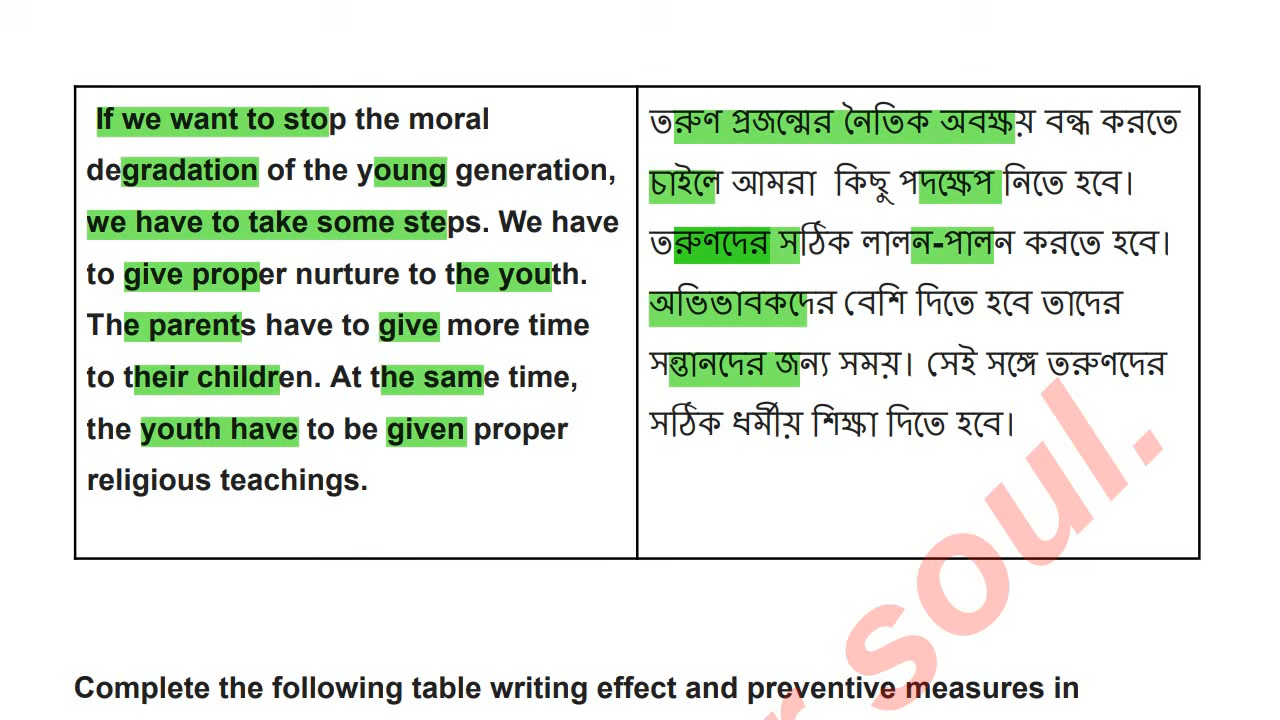 If we want to stop the moral
degradation of the young generation,
we have to take some steps. We have
to give proper nurture to the youth.
The parents have to give more time
to their children. At the same time,
the youth have to be given proper
religious teachings.
তরুণ প্রজন্মের নৈতিক অবক্ষয় বন্ধ করতে
চাইলে আমরা কিছু পদক্ষেপ নিতে হবে।
তরুণদের সঠিক লালন-পালন করতে হবে।
অভিভাবকদের বেশি দিতে হবে তাদের
সন্তানদের জন্য সময়। সেই সঙ্গে তরুণদের
সঠিক ধর্মীয় শিক্ষা দিতে হবে।
soul.
Complete the following table writing effect and preventive measures in